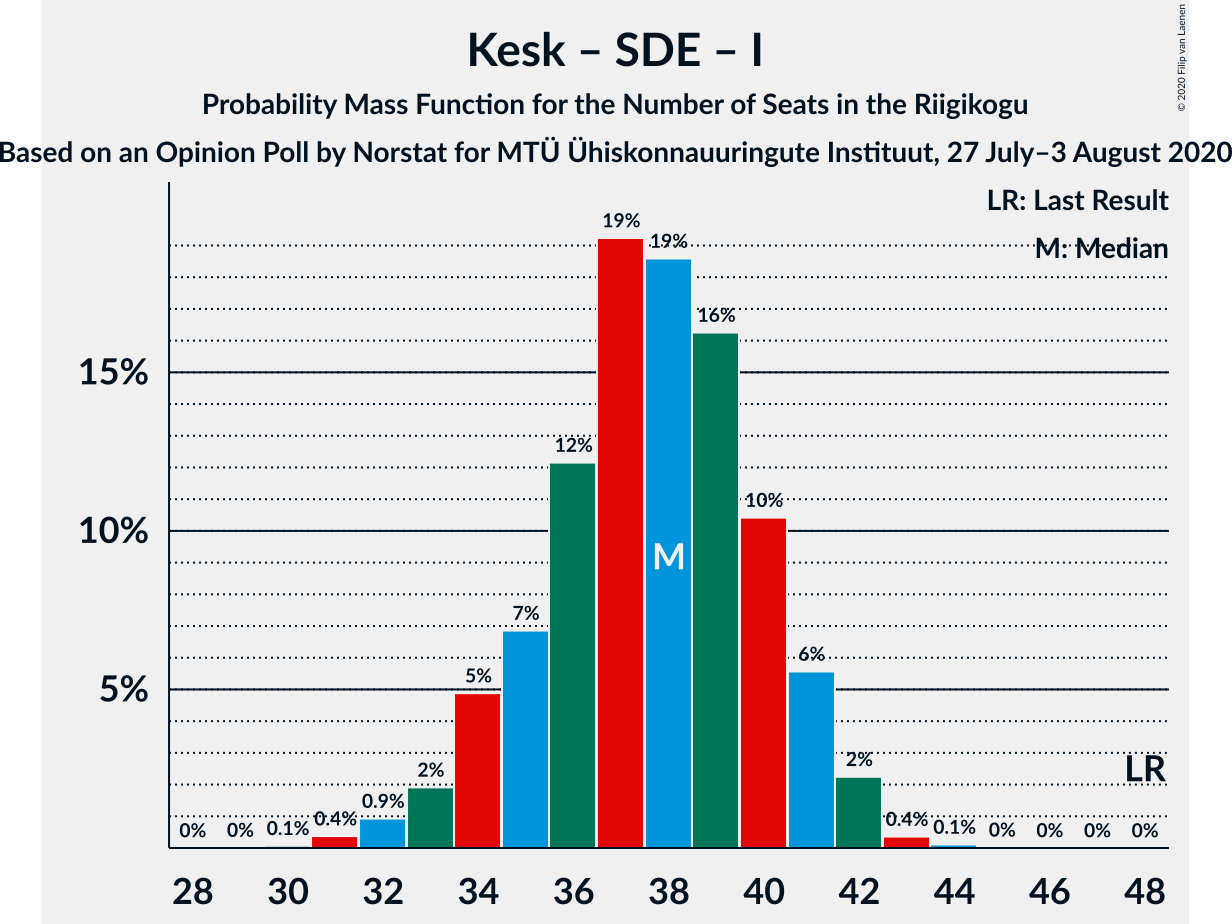 Kesk – SDE – I
Probability Mass Function for the Number of Seats in the Riigikogu
Based on an Opinion Poll by Norstat for MTÜ Ühiskonnauuringute Instituut, 27 July–3 August 2020
© 2020 Filip van Laenen
LR: Last Result
M: Median
15%
10%
5%
0% 0% 0.1% 0.4% 0.9% 2% 5% 7% 12% 19% 19% 16% 10% 6% 2% 0.4% 0.1% 0% 0% 0% 0%
M
LR
28 30 32 34 36 38 40 42 44 46 48